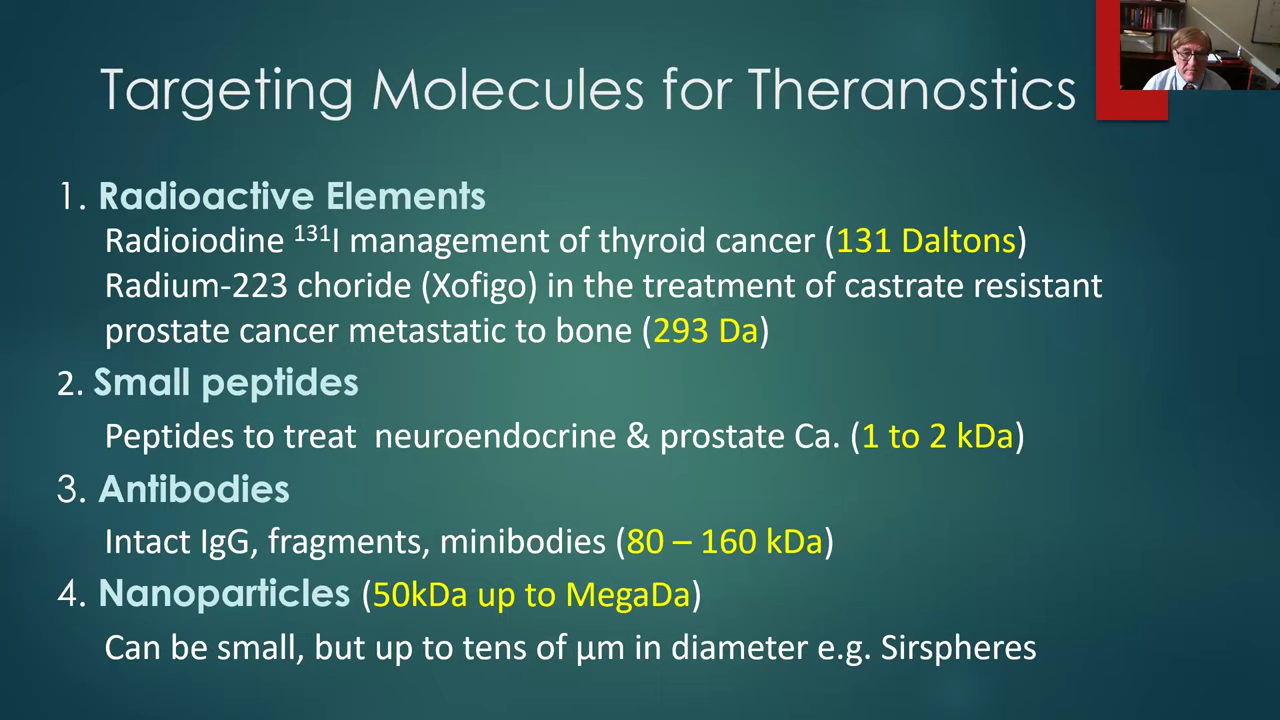 Targeting Molecules for Theranostics
1. Radioactive Elements
Radioiodine ¹³¹I management of thyroid cancer (131 Daltons)
Radium-223 choride (Xofigo) in the treatment of castrate resistant
prostate cancer metastatic to bone (293 Da)
2. Small peptides
Peptides to treat  neuroendocrine & prostate Ca. (1 to 2 kDa)
3. Antibodies
Intact IgG, fragments, minibodies (80 – 160 kDa)
4. Nanoparticles (50kDa up to MegaDa)
Can be small, but up to tens of µm in diameter e.g. Sirspheres